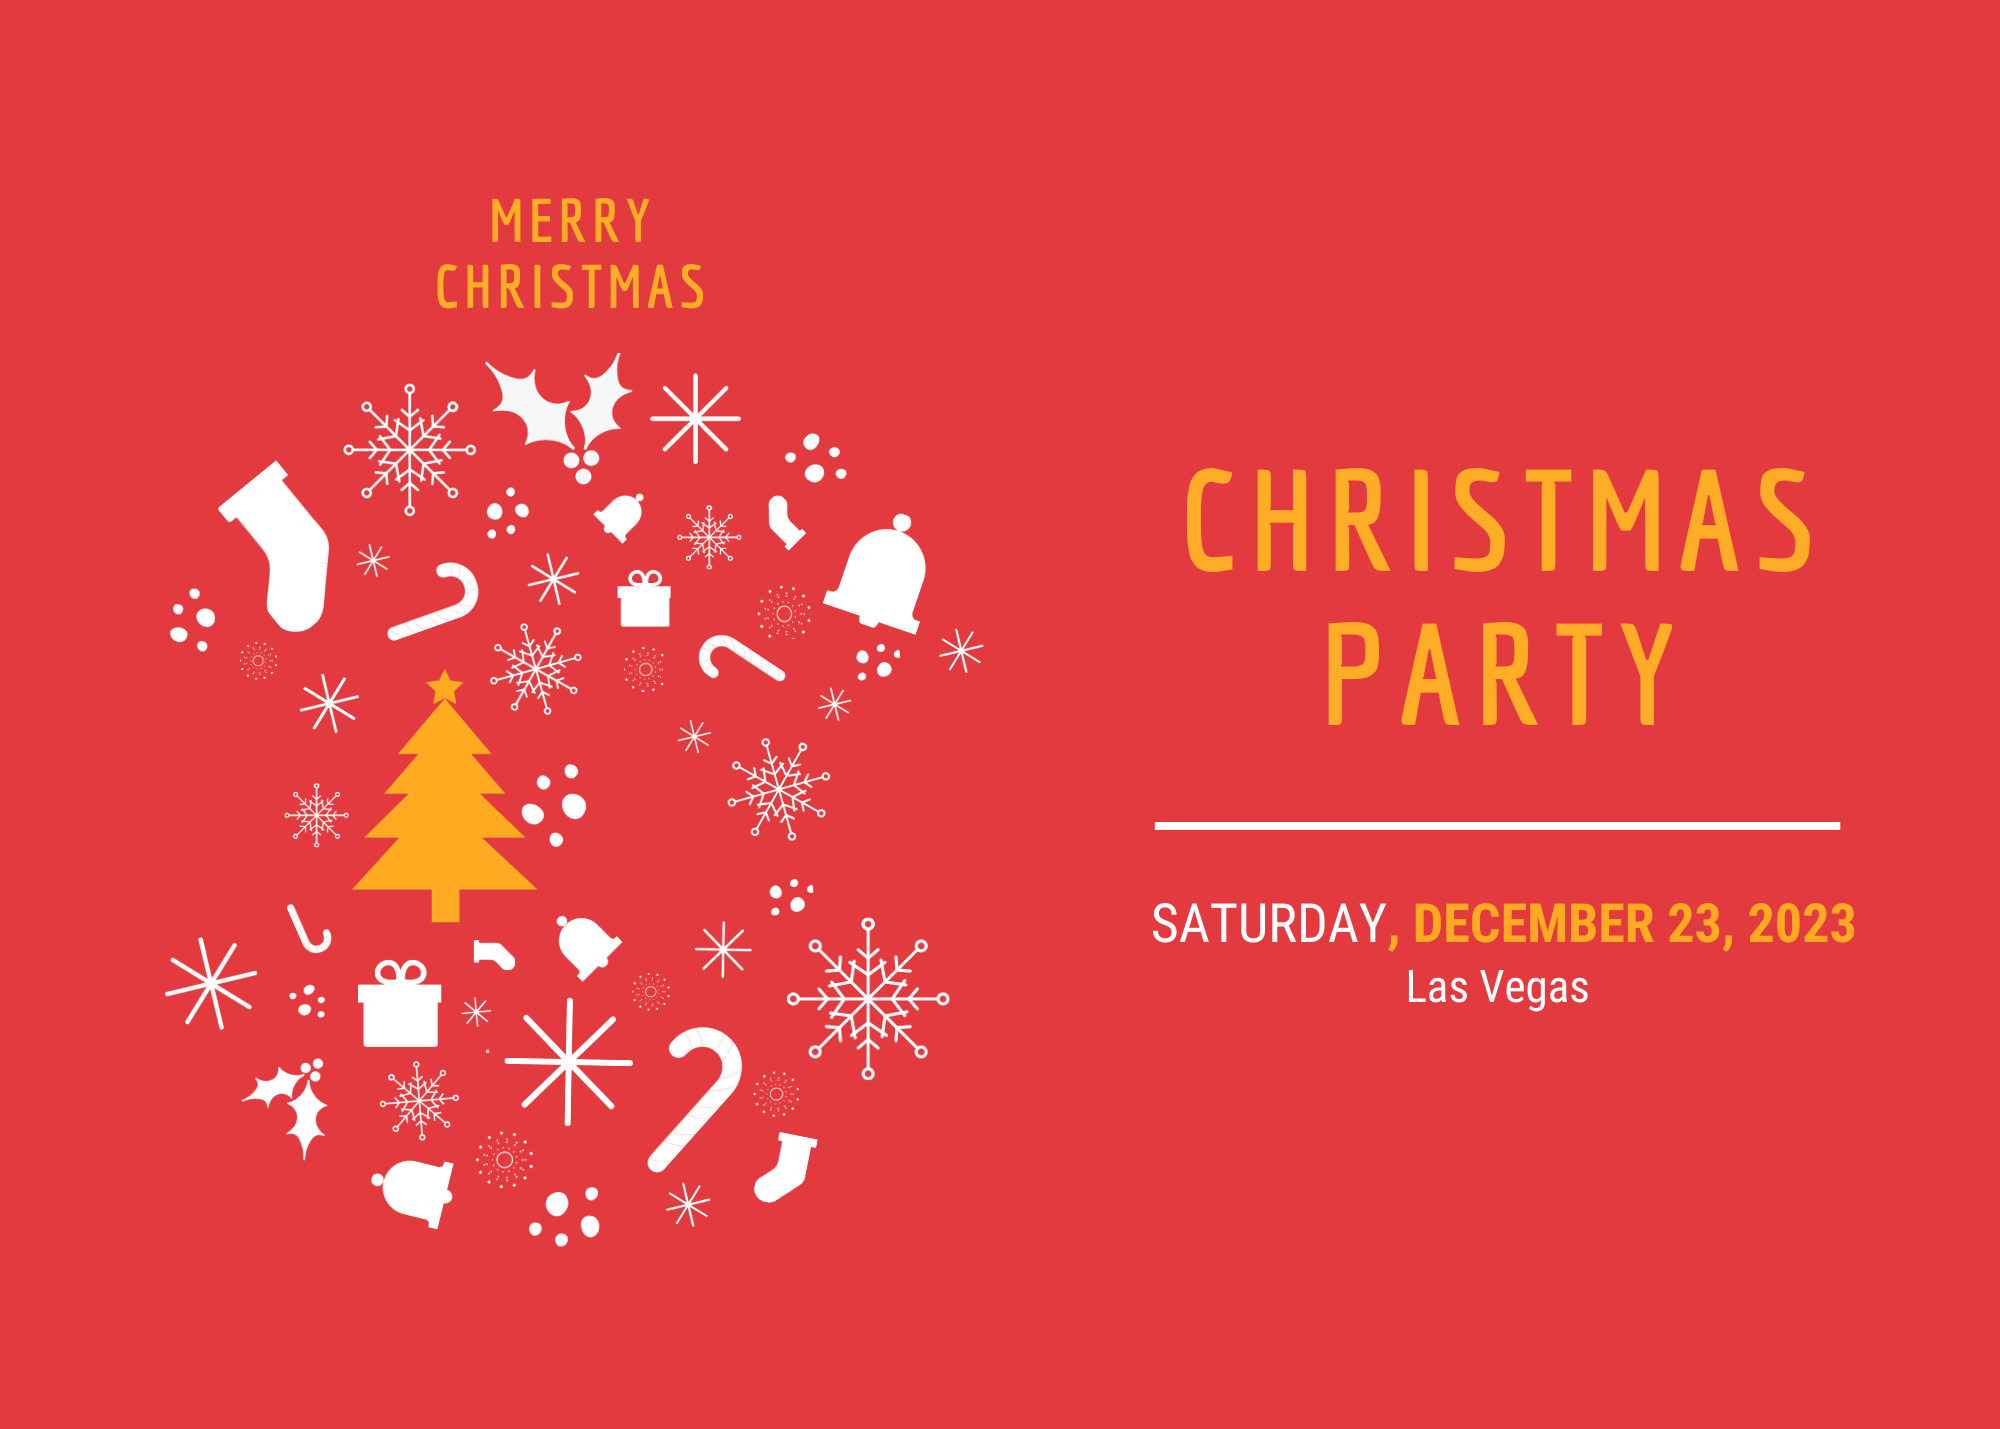 MERRY
CHRISTMAS
CHRISTMAS
PARTY
SATURDAY, DECEMBER 23, 2023
Las Vegas